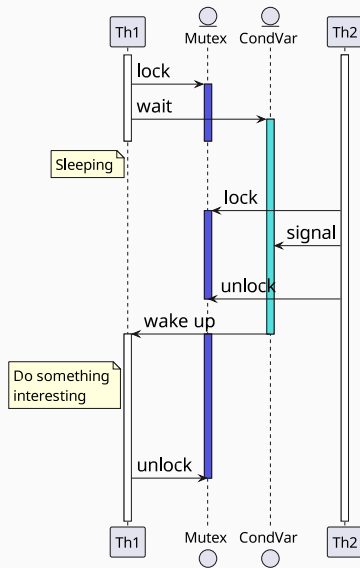 Th1
Mutex
CondVar
Th2
lock
wait
Sleeping
lock
signal
unlock
wake up
Do something
interesting
unlock
Th1
Mutex
CondVar
Th2